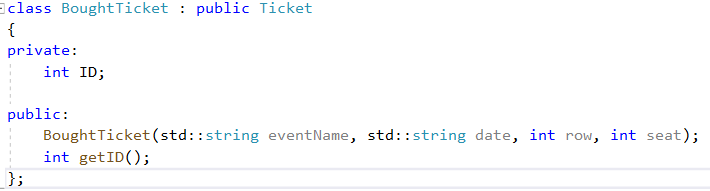 class BoughtTicket : public Ticket
{
private:
    int ID;

public:
    BoughtTicket(std::string eventName, std::string date, int row, int seat);
    int getID();
};